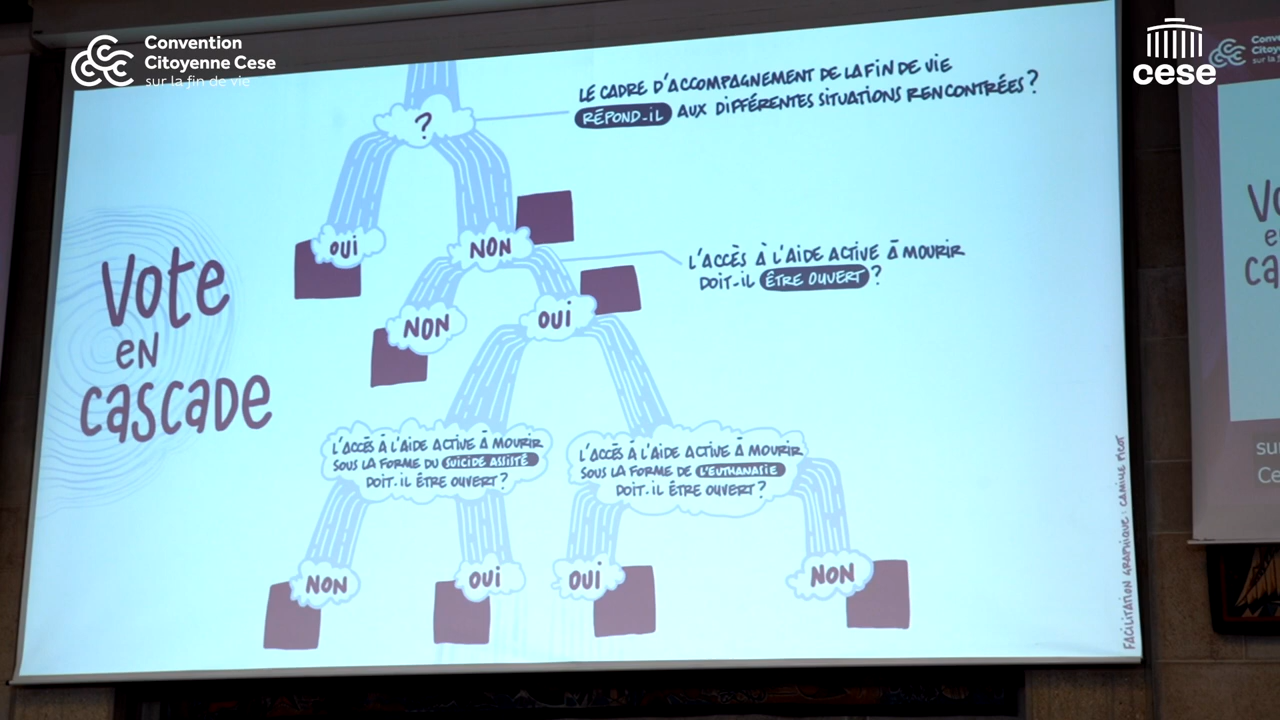 Convention
Citoyenne Cese
sur la fin de vie
cese
LE CADRE D'ACCOMPAGNEMENT DE LA FIN DE VIE
RÉPOND-IL AUX DIFFÉRENTES SITUATIONS RENCONTRÉES ?
?
OUI
NON
L'ACCÈS À L'AIDE ACTIVE À MOURIR
DOIT-IL ÊTRE OUVERT ?
NON
OUI
Vote
EN
CASCADE
L'ACCÈS À L'AIDE ACTIVE À MOURIR
SOUS LA FORME DU SUICIDE ASSISTÉ
DOIT-IL ÊTRE OUVERT ?
L'ACCÈS À L'AIDE ACTIVE À MOURIR
SOUS LA FORME DE L'EUTHANASIE
DOIT-IL ÊTRE OUVERT ?
NON
OUI
OUI
NON
FACILITATION GRAPHIQUE : CAMILLE PICOT